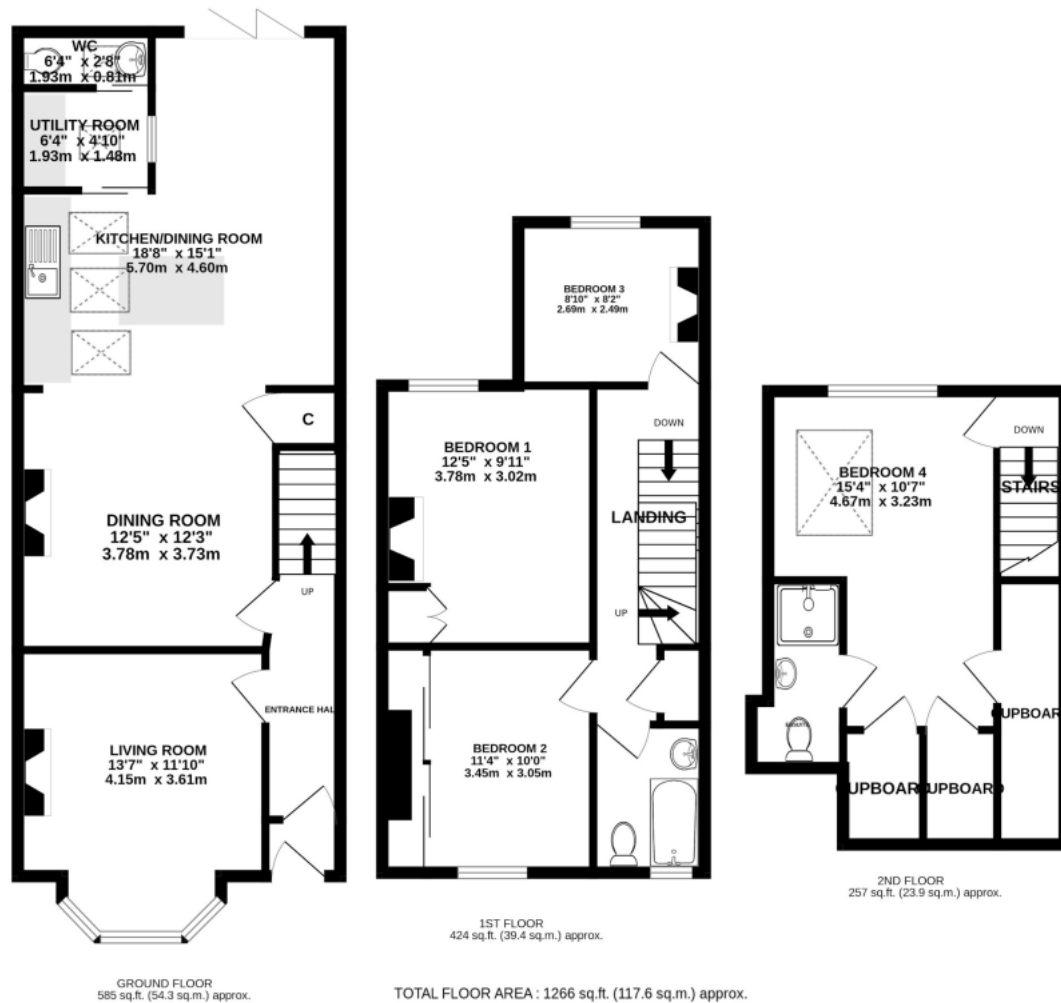 WC
6'4" x 2'8"
1.93m x 0.81m
UTILITY ROOM
6'4" x 4'10"
1.93m x 1.48m
KITCHEN/DINING ROOM
18'8" x 15'1"
5.70m x 4.60m
C
DINING ROOM
12'5" x 12'3"
3.78m x 3.73m
UP
ENTRANCE HALL
LIVING ROOM
13'7" x 11'10"
4.15m x 3.61m
GROUND FLOOR
585 sq.ft. (54.3 sq.m.) approx.
BEDROOM 3
8'10" x 8'2"
2.69m x 2.49m
DOWN
BEDROOM 1
12'5" x 9'11"
3.78m x 3.02m
LANDING
UP
BEDROOM 2
11'4" x 10'0"
3.45m x 3.05m
1ST FLOOR
424 sq.ft. (39.4 sq.m.) approx.
DOWN
BEDROOM 4
15'4" x 10'7"
4.67m x 3.23m
STAIRS
CUPBOARD
ENSUITE
CUPBOARD
CUPBOARD
2ND FLOOR
257 sq.ft. (23.9 sq.m.) approx.
TOTAL FLOOR AREA : 1266 sq.ft. (117.6 sq.m.) approx.